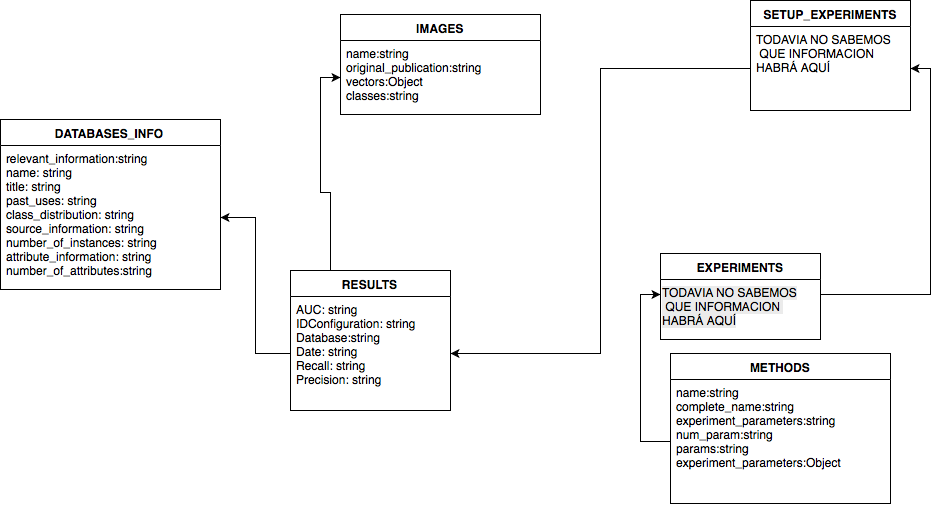 IMAGES
name:string
original_publication:string
vectors:Object
classes:string
SETUP_EXPERIMENTS
TODAVIA NO SABEMOS
QUE INFORMACION
HABRÁ AQUÍ
DATABASES_INFO
relevant_information:string
name: string
title: string
past_uses: string
class_distribution: string
source_information: string
number_of_instances: string
attribute_information: string
number_of_attributes:string
RESULTS
AUC: string
IDConfiguration: string
Database:string
Date: string
Recall: string
Precision: string
EXPERIMENTS
TODAVIA NO SABEMOS
QUE INFORMACION
HABRÁ AQUÍ
METHODS
name:string
complete_name:string
experiment_parameters:string
num_param:string
params:string
experiment_parameters:Object